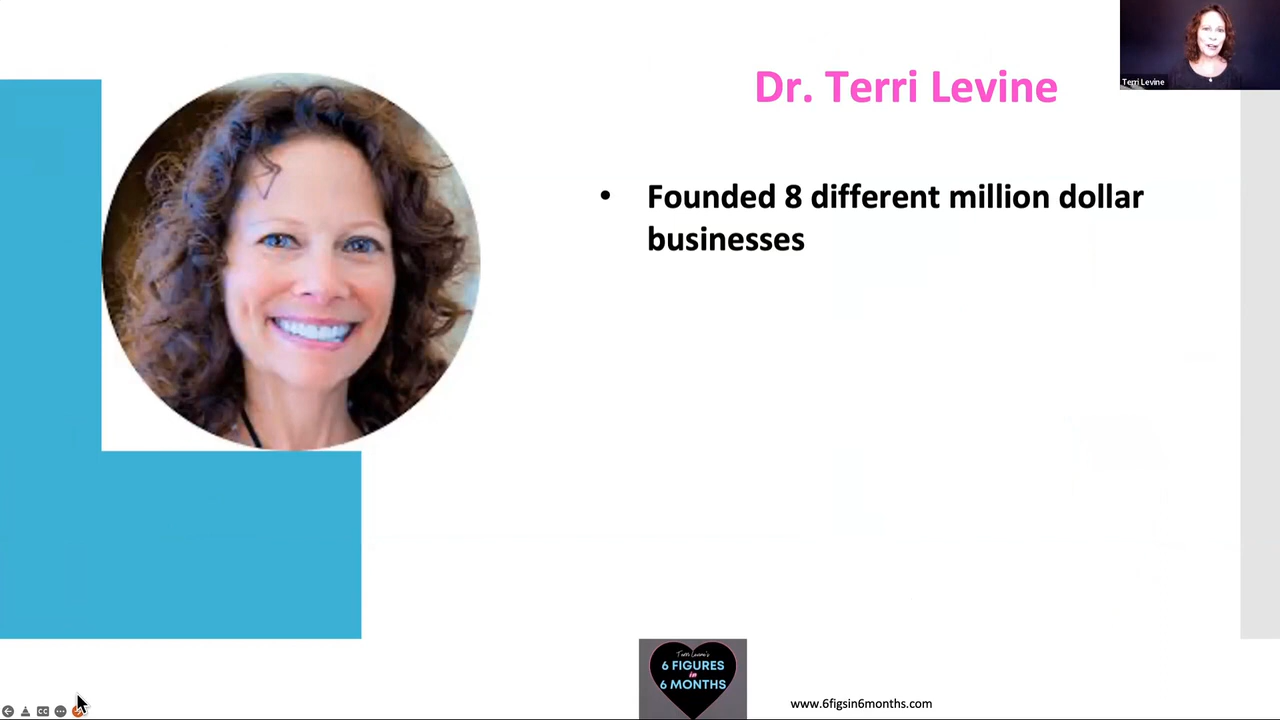 Dr. Terri Levine
Terri Levine
• Founded 8 different million dollar
businesses
Terri Levine's
6 FIGURES
in
6 MONTHS
www.6figsin6months.com
CC